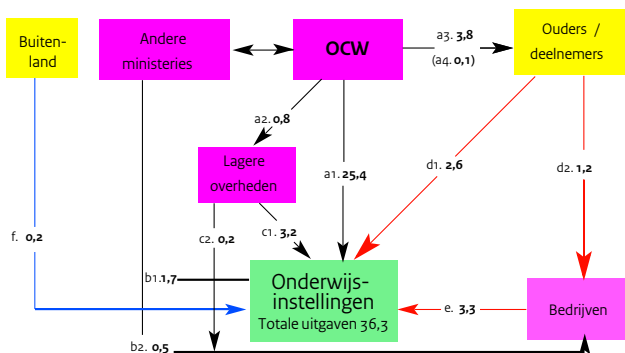 Buiten-
land
Andere
ministeries
OCW
a3. 3,8
(a4. 0,1)
Ouders /
deelnemers
a2. 0,8
Lagere
overheden
a1. 25,4
d1. 2,6
d2. 1,2
f. 0,2
c2. 0,2
c1. 3,2
b1. 1,7
Onderwijs-
instellingen
Totale uitgaven 36,3
e. 3,3
Bedrijven
b2. 0,5